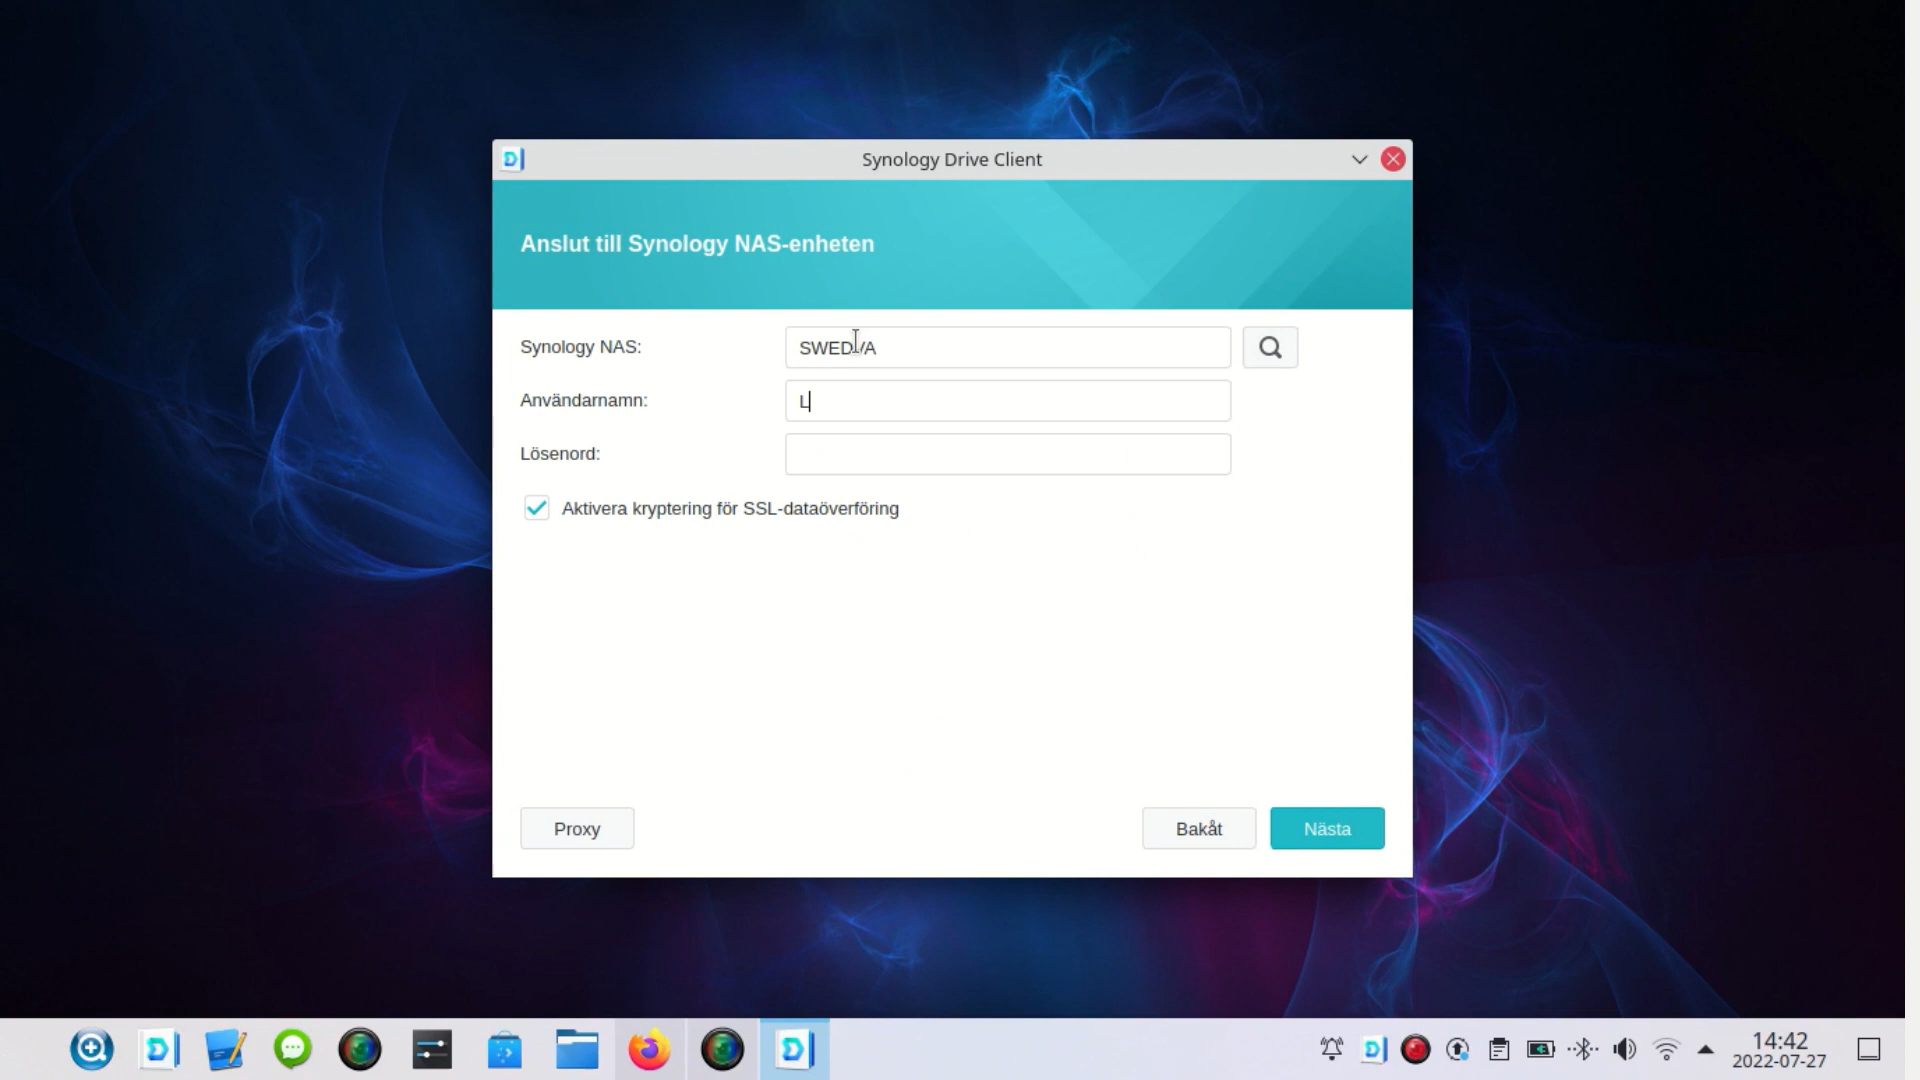 Synology Drive Client
Anslut till Synology NAS-enheten
Synology NAS:
Användarnamn: L
Lösenord:
Aktivera kryptering för SSL-dataöverföring
Proxy
Bakåt
Nästa
14:42
2022-07-27